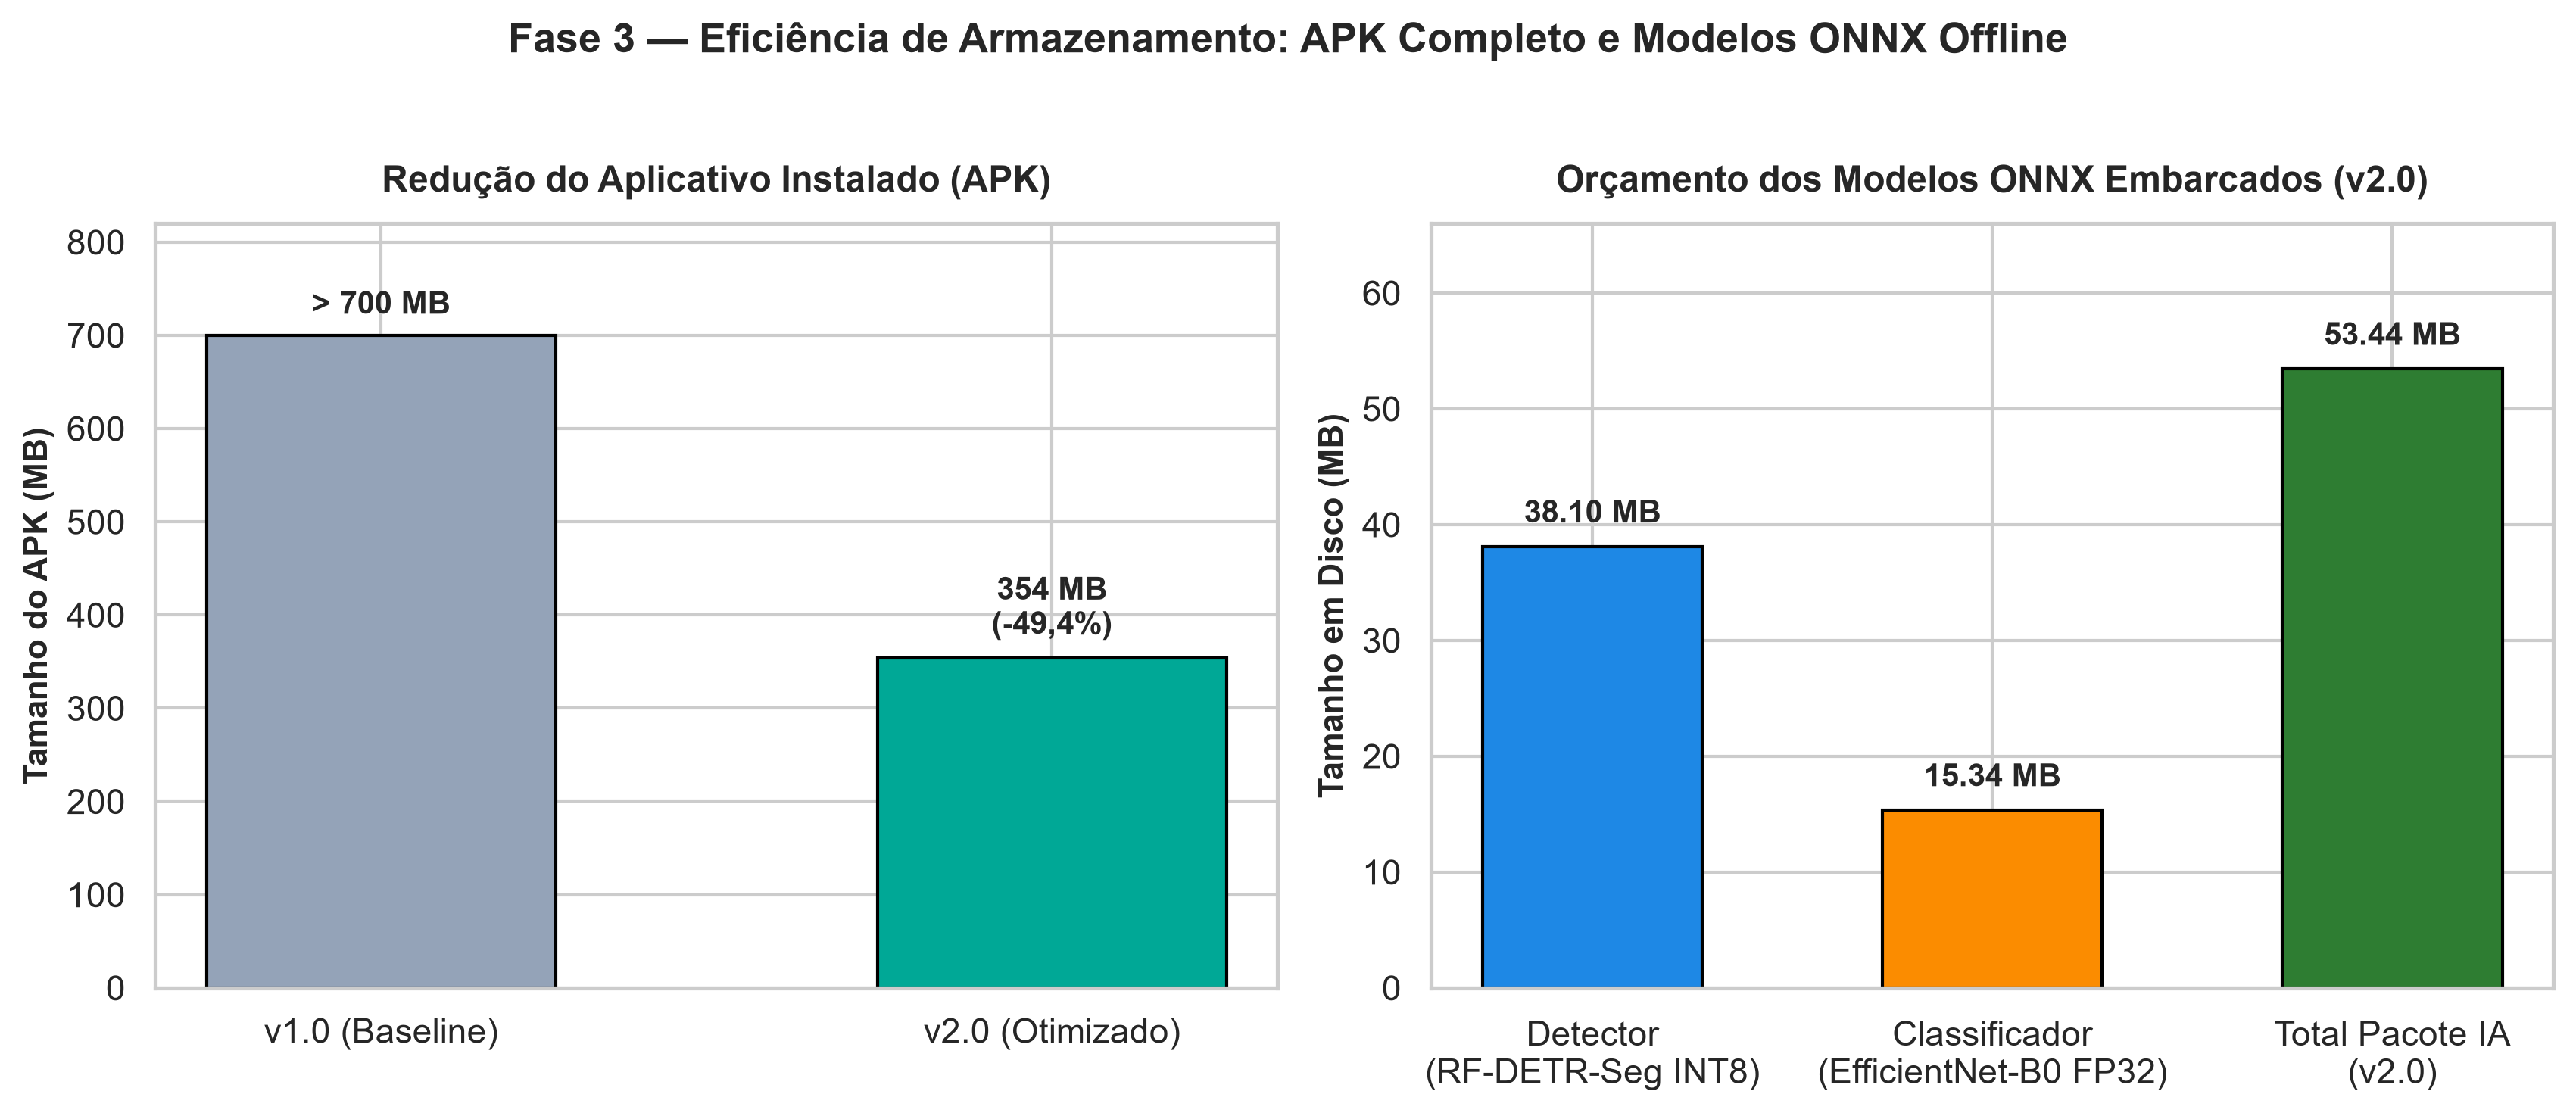 Fase 3 — Eficiência de Armazenamento: APK Completo e Modelos ONNX Offline
Redução do Aplicativo Instalado (APK)
Tamanho do APK (MB)
800
700
600
500
400
300
200
100
0
> 700 MB
354 MB
(-49,4%)
v1.0 (Baseline)
v2.0 (Otimizado)
Orçamento dos Modelos ONNX Embarcados (v2.0)
Tamanho em Disco (MB)
60
50
40
30
20
10
0
38.10 MB
15.34 MB
53.44 MB
Detector
(RF-DETR-Seg INT8)
Classificador
(EfficientNet-B0 FP32)
Total Pacote IA
(v2.0)